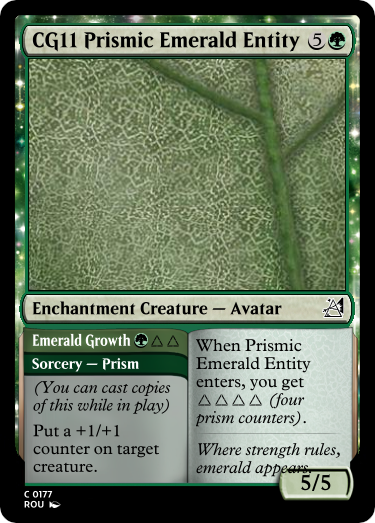 CG11 Prismic Emerald Entity 5
Enchantment Creature — Avatar
Emerald Growth △△
Sorcery — Prism
(You can cast copies
of this while in play)
Put a +1/+1
counter on target
creature.
When Prismic
Emerald Entity
enters, you get
△△△△ (four
prism counters).
Where strength rules,
emerald appears.
5/5
C 0177
ROU